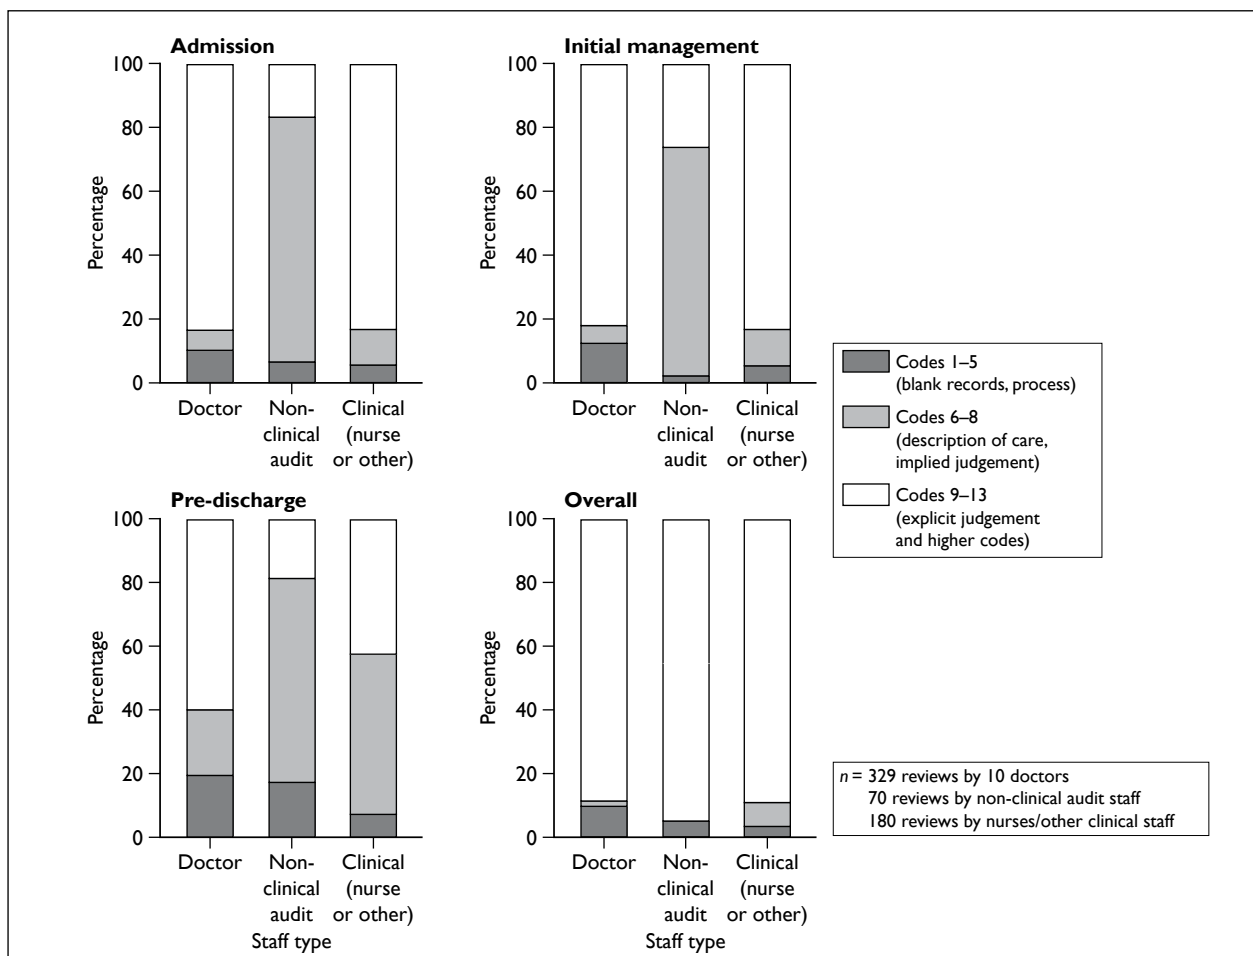 Admission
Percentage
100
80
60
40
20
0
Doctor
Non-
clinical
audit
Clinical
(nurse
or other)
Initial management
Percentage
100
80
60
40
20
0
Doctor
Non-
clinical
audit
Clinical
(nurse
or other)
Codes 1–5
(blank records, process)
Codes 6–8
(description of care,
implied judgement)
Codes 9–13
(explicit judgement
and higher codes)
Pre-discharge
Percentage
100
80
60
40
20
0
Doctor
Non-
clinical
audit
Clinical
(nurse
or other)
Staff type
Overall
Percentage
100
80
60
40
20
0
Doctor
Non-
clinical
audit
Clinical
(nurse
or other)
Staff type
n = 329 reviews by 10 doctors
70 reviews by non-clinical audit staff
180 reviews by nurses/other clinical staff